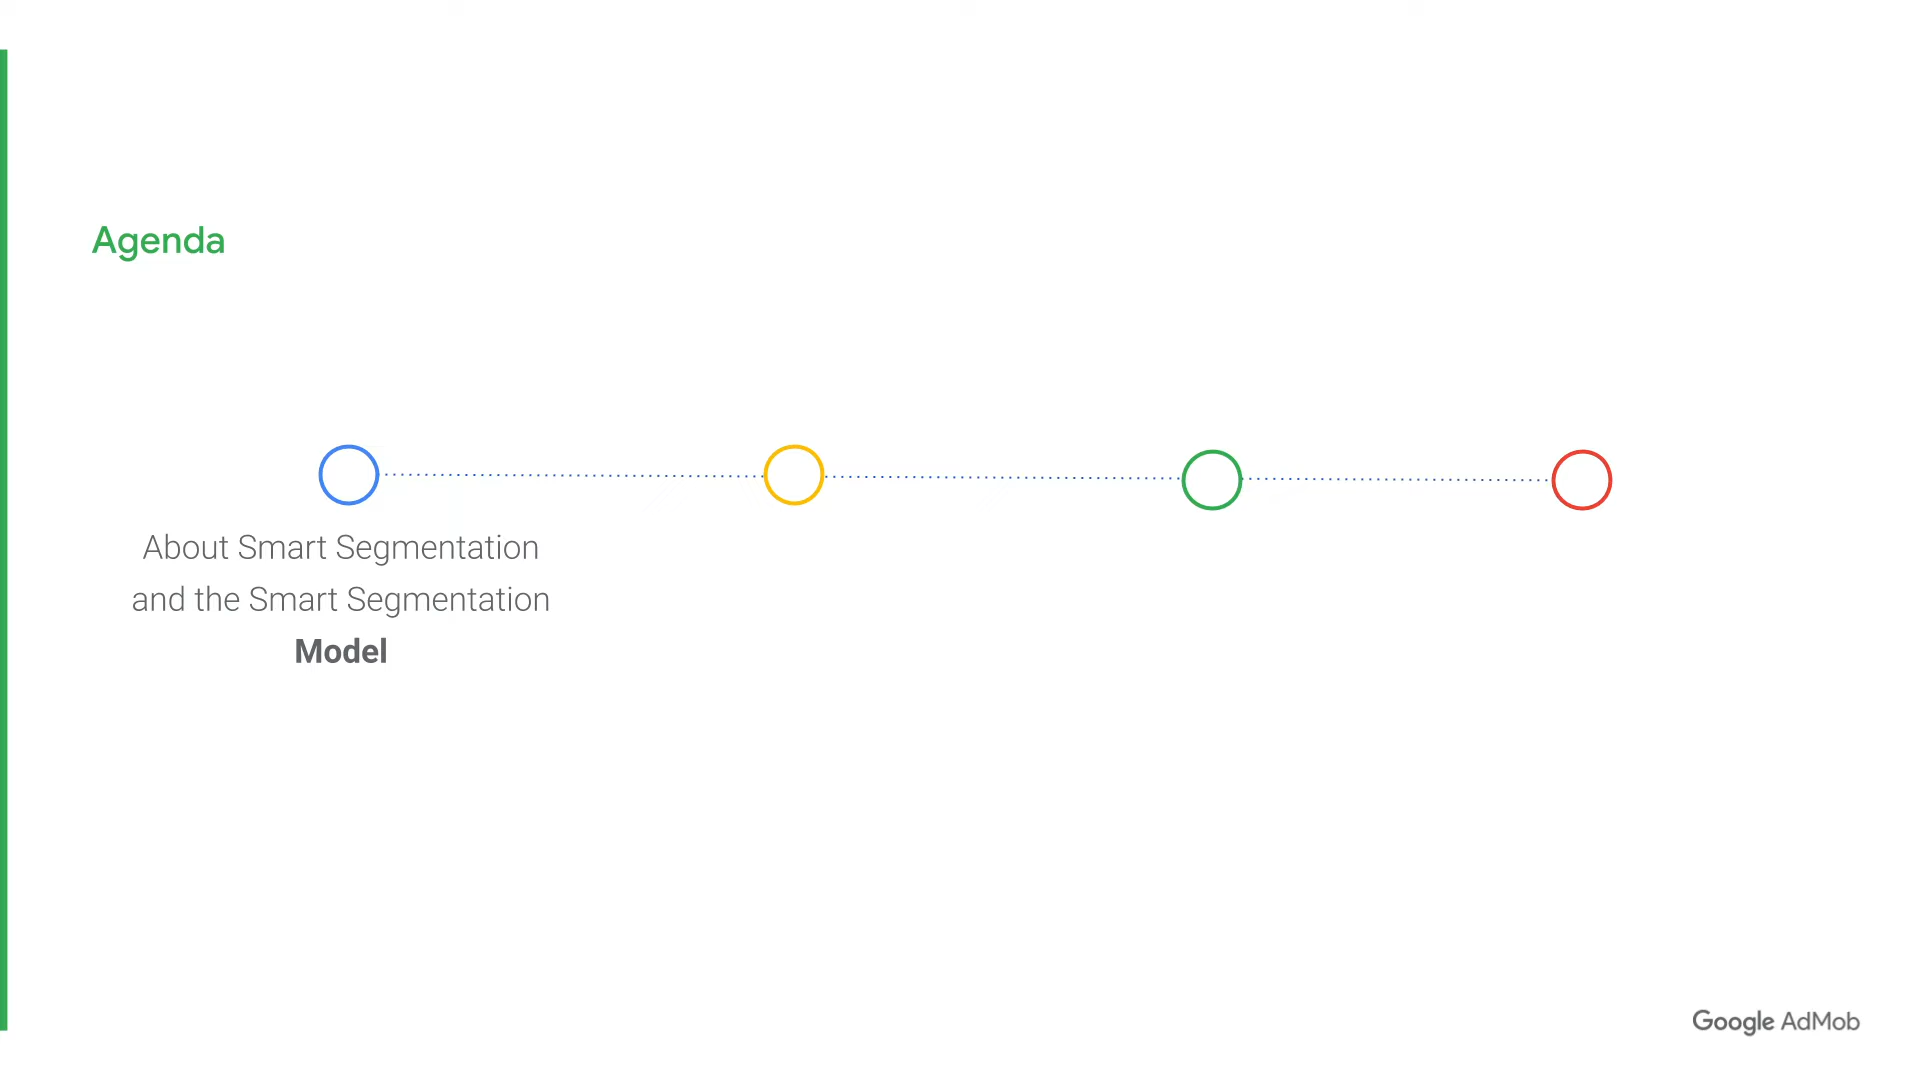 Agenda
About Smart Segmentation
and the Smart Segmentation
Model
Google AdMob